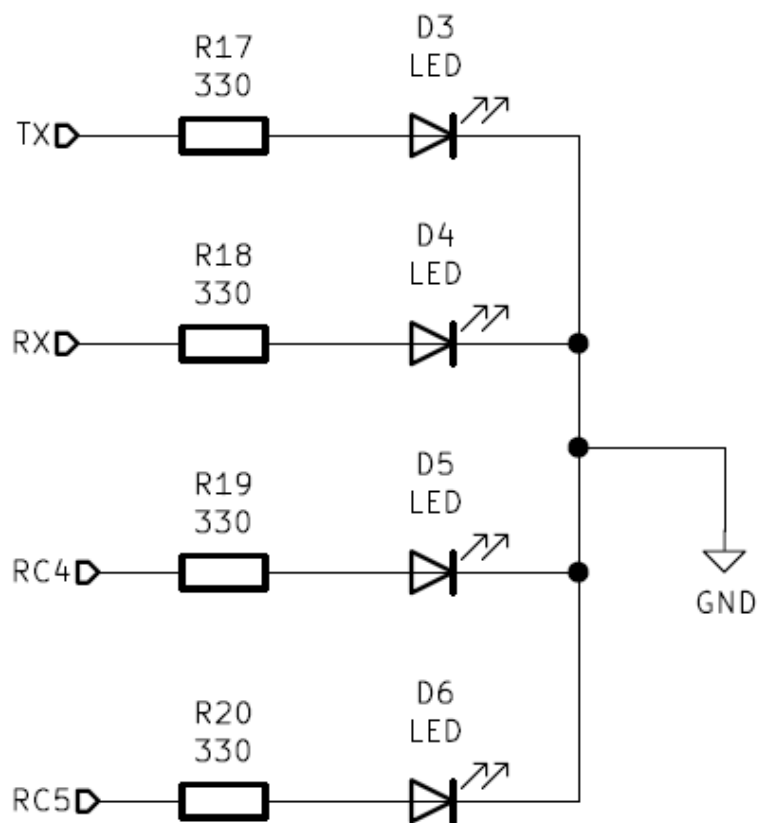 R17
330
D3
LED
TX
R18
330
D4
LED
RX
R19
330
D5
LED
RC4
GND
R20
330
D6
LED
RC5